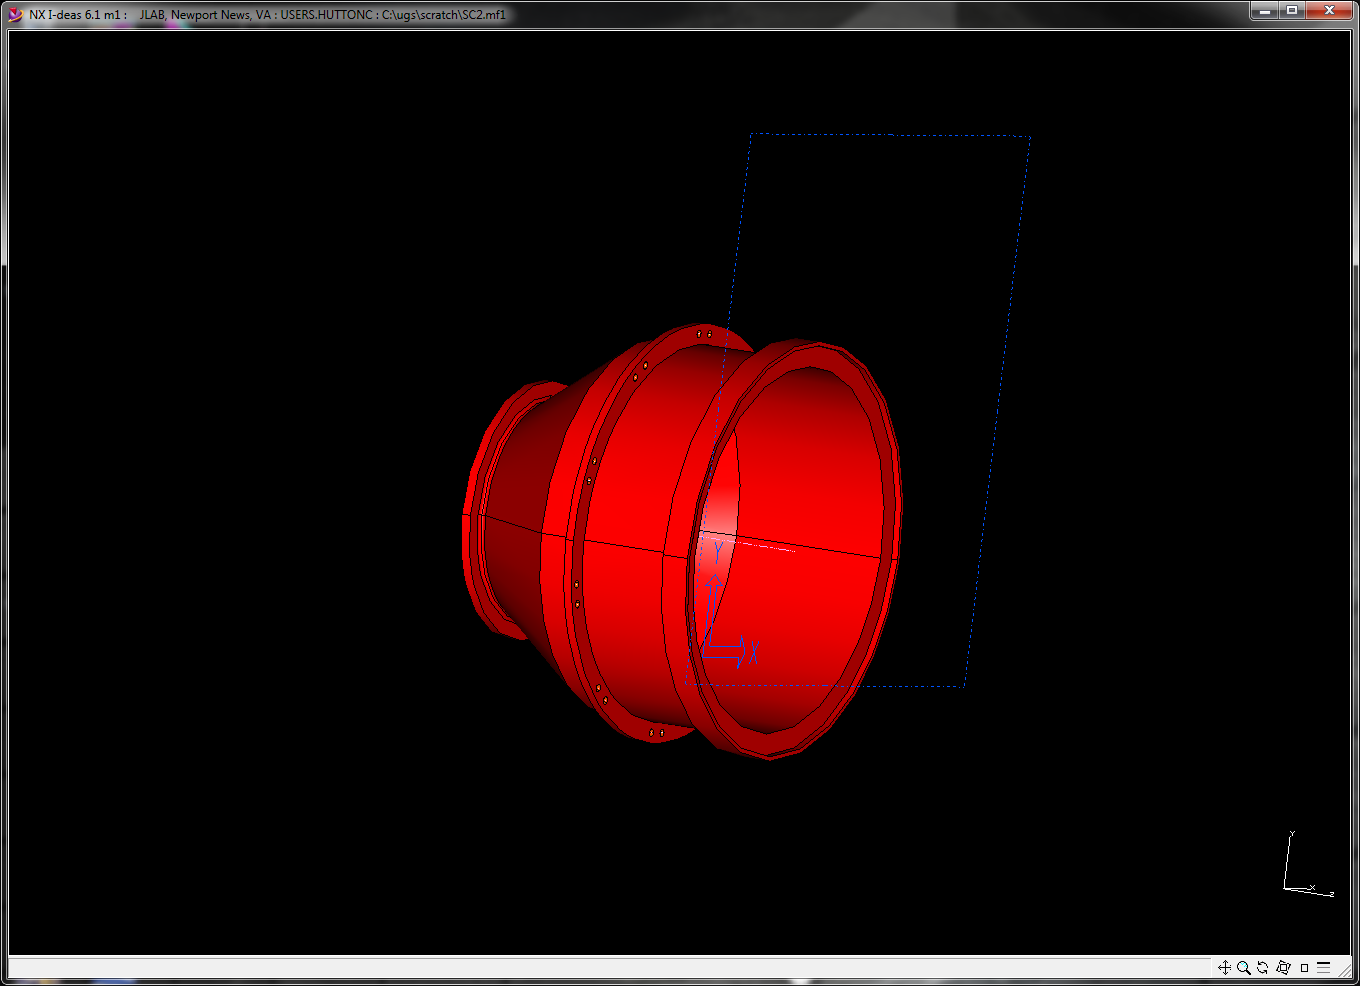 NX I-deas 6.1 m1 :    JLAB, Newport News, VA : USERS.HUTTONC : C:\ugs\scratch\SC2.mf1
Y
X
Y
X
Z